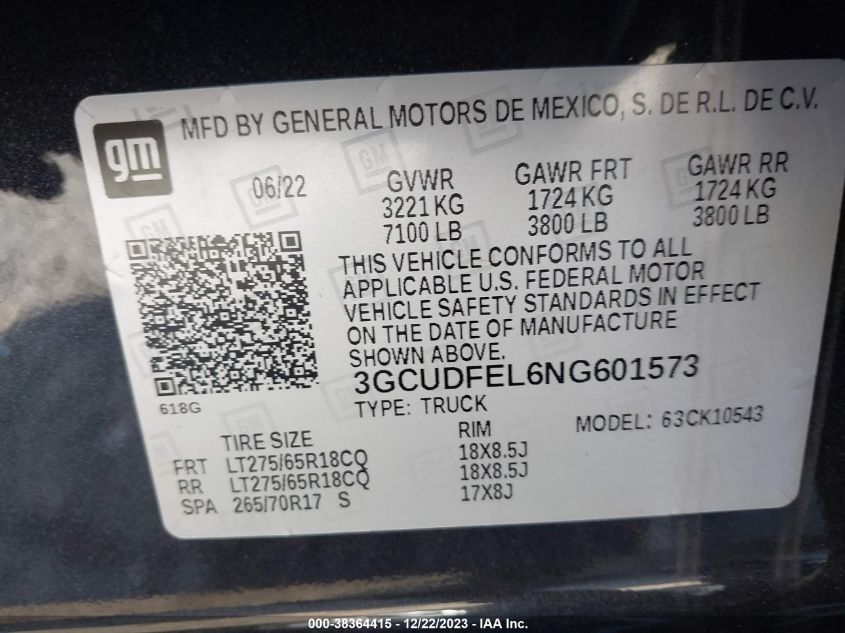 gm
MFD BY GENERAL MOTORS DE MEXICO, S. DE R.L. DE C.V.
06/22
GVWR
3221 KG
7100 LB
GAWR FRT
1724 KG
3800 LB
GAWR RR
1724 KG
3800 LB
THIS VEHICLE CONFORMS TO ALL
APPLICABLE U.S. FEDERAL MOTOR
VEHICLE SAFETY STANDARDS IN EFFECT
ON THE DATE OF MANUFACTURE
SHOWN ABOVE.
618G
3GCUDFEL6NG601573
TYPE: TRUCK
MODEL: 63CK10543
TIRE SIZE RIM
FRT LT275/65R18CQ 18X8.5J
RR LT275/65R18CQ 18X8.5J
SPA 265/70R17 S 17X8J
000-38364415 - 12/22/2023 - IAA Inc.